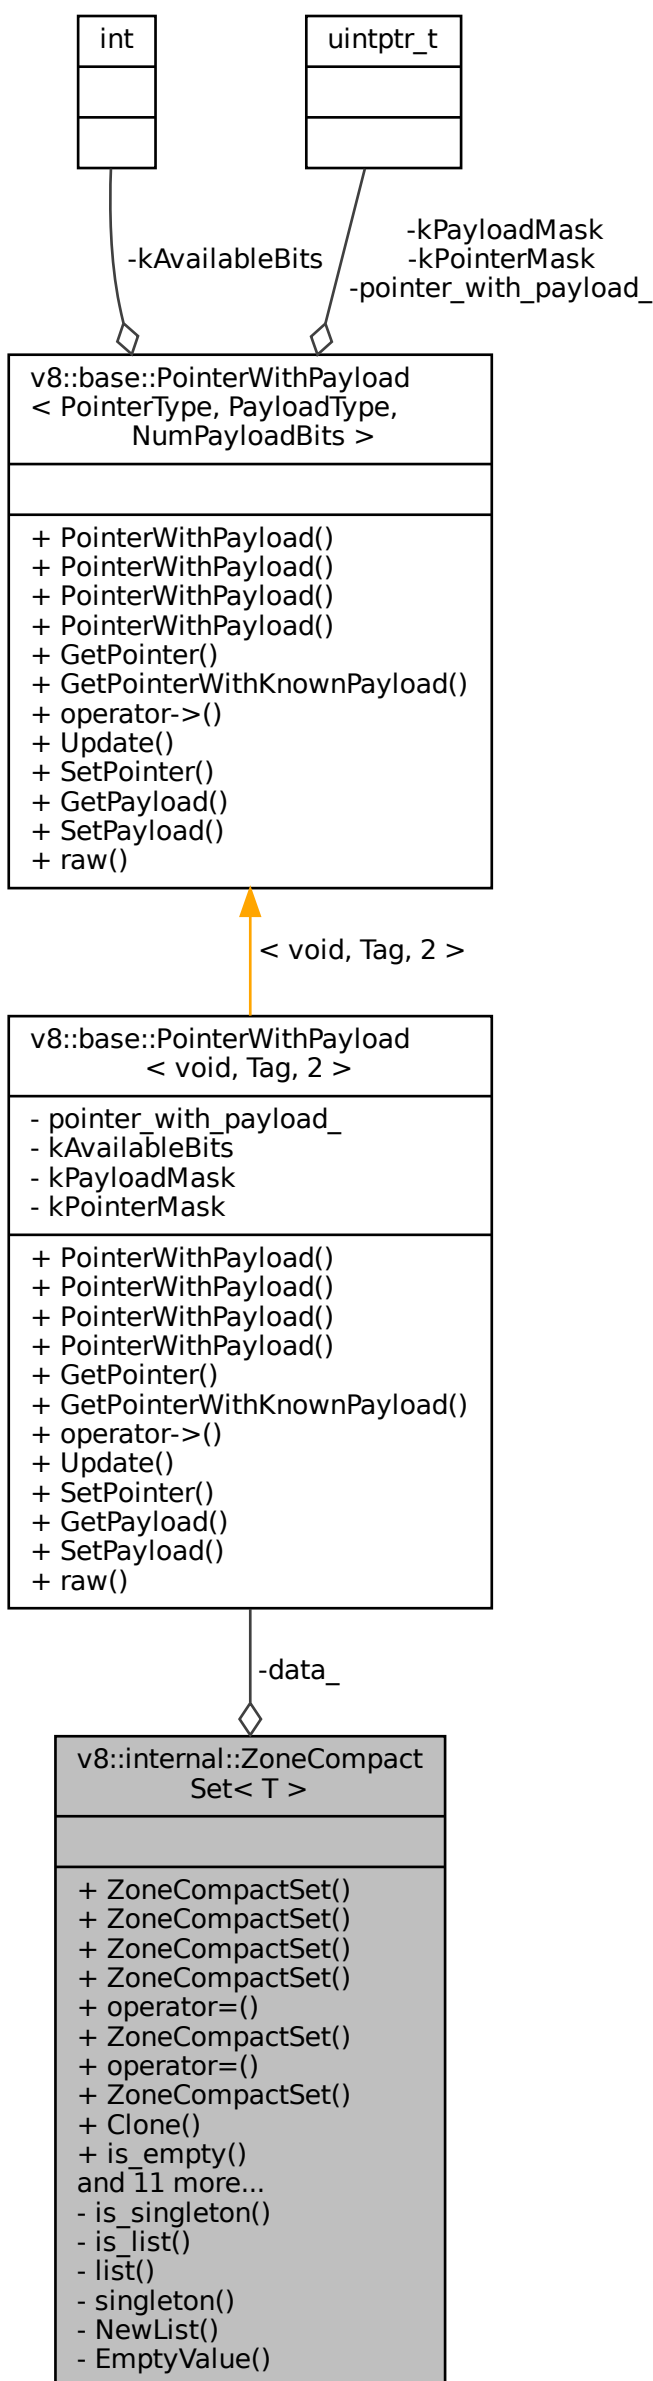 int
uintptr_t
-kAvailableBits
-kPayloadMask
-kPointerMask
-pointer_with_payload_
v8::base::PointerWithPayload
< PointerType, PayloadType,
NumPayloadBits >
+ PointerWithPayload()
+ PointerWithPayload()
+ PointerWithPayload()
+ PointerWithPayload()
+ GetPointer()
+ GetPointerWithKnownPayload()
+ operator->()
+ Update()
+ SetPointer()
+ GetPayload()
+ SetPayload()
+ raw()
< void, Tag, 2 >
v8::base::PointerWithPayload
< void, Tag, 2 >
- pointer_with_payload_
- kAvailableBits
- kPayloadMask
- kPointerMask
+ PointerWithPayload()
+ PointerWithPayload()
+ PointerWithPayload()
+ PointerWithPayload()
+ GetPointer()
+ GetPointerWithKnownPayload()
+ operator->()
+ Update()
+ SetPointer()
+ GetPayload()
+ SetPayload()
+ raw()
-data_
v8::internal::ZoneCompact
Set< T >
+ ZoneCompactSet()
+ ZoneCompactSet()
+ ZoneCompactSet()
+ ZoneCompactSet()
+ operator=()
+ ZoneCompactSet()
+ operator=()
+ ZoneCompactSet()
+ Clone()
+ is_empty()
and 11 more...
- is_singleton()
- is_list()
- list()
- singleton()
- NewList()
- EmptyValue()